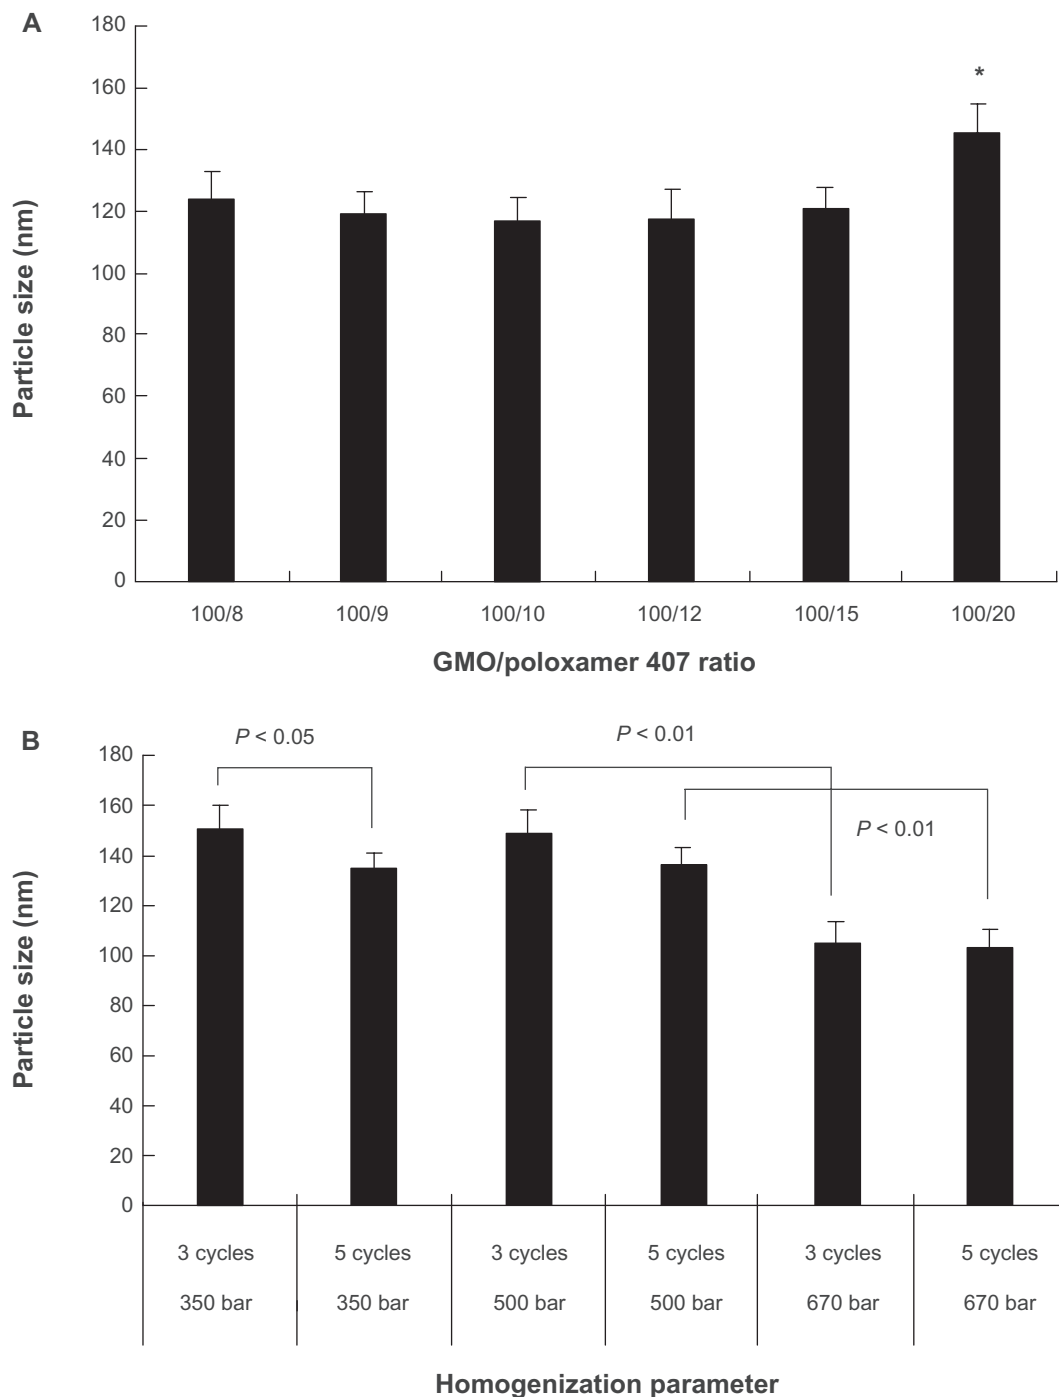 A
180
160
140
120
100
80
60
40
20
0
Particle size (nm)
*
100/8 100/9 100/10 100/12 100/15 100/20
GMO/poloxamer 407 ratio
B
180
160
140
120
100
80
60
40
20
0
Particle size (nm)
P < 0.05
P < 0.01
P < 0.01
3 cycles 5 cycles 3 cycles 5 cycles 3 cycles 5 cycles
350 bar 350 bar 500 bar 500 bar 670 bar 670 bar
Homogenization parameter